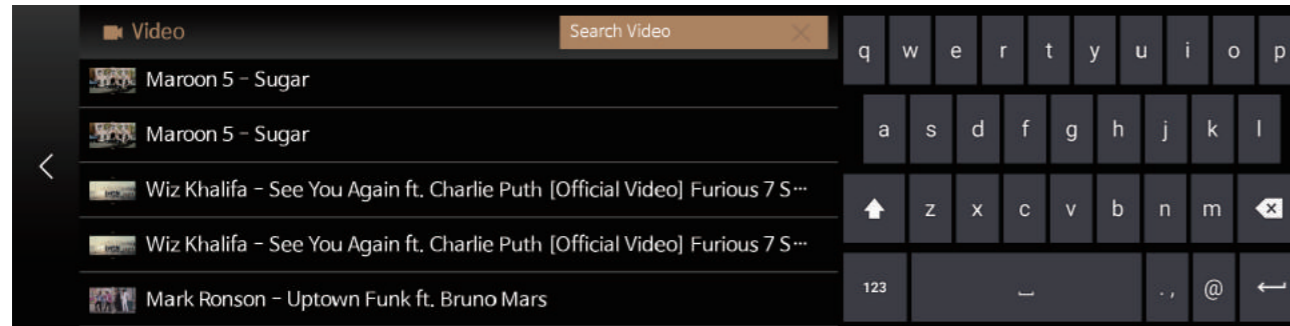 Video
Search Video
Maroon 5 - Sugar
Maroon 5 - Sugar
Wiz Khalifa - See You Again ft. Charlie Puth [Official Video] Furious 7 S···
Wiz Khalifa - See You Again ft. Charlie Puth [Official Video] Furious 7 S···
Mark Ronson - Uptown Funk ft. Bruno Mars
q w e r t y u i o p
a s d f g h j k l
z x c v b n m
123 . , @